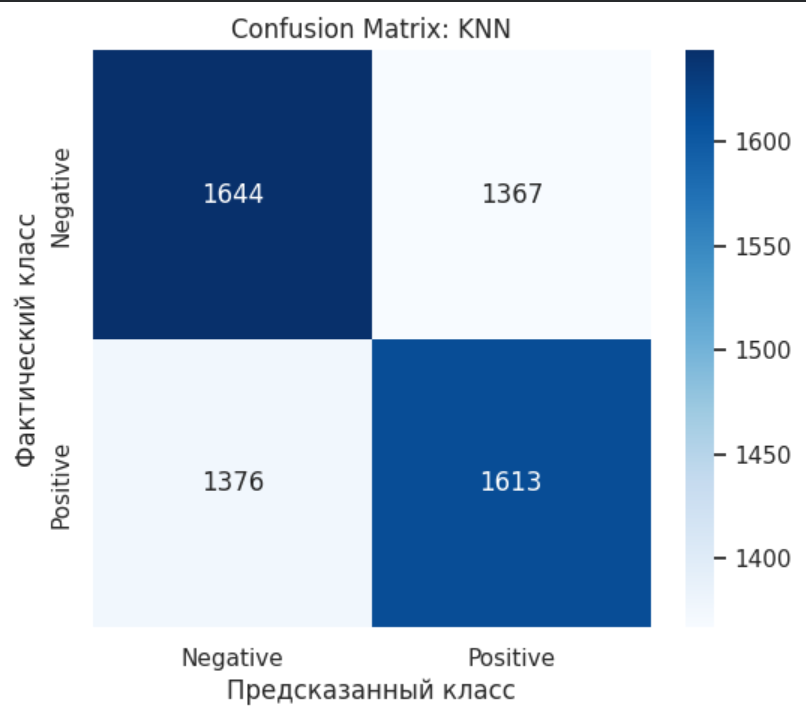 Confusion Matrix: KNN
Фактический класс
Negative
1644
1367
Positive
1376
1613
Negative
Positive
Предсказанный класс
1600
1550
1500
1450
1400